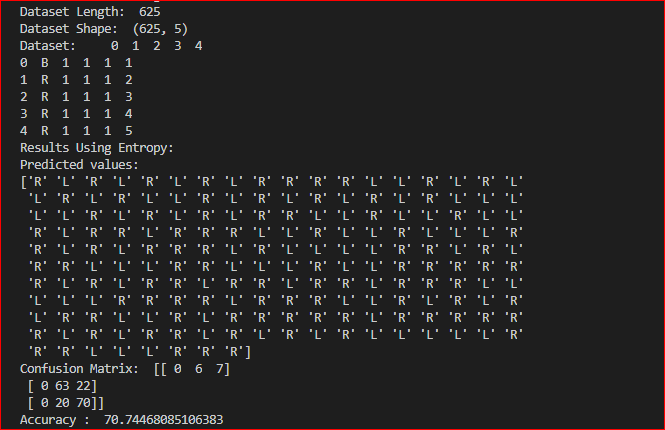 Dataset Length:  625
Dataset Shape:  (625, 5)
Dataset:     0  1  2  3  4
0  B  1  1  1  1
1  R  1  1  1  2
2  R  1  1  1  3
3  R  1  1  1  4
4  R  1  1  1  5
Results Using Entropy:
Predicted values:
['R' 'L' 'R' 'L' 'R' 'L' 'R' 'L' 'R' 'R' 'R' 'R' 'L' 'L' 'R' 'L' 'R' 'L'
 'L' 'R' 'L' 'R' 'L' 'L' 'R' 'L' 'R' 'L' 'R' 'L' 'R' 'L' 'R' 'L' 'L' 'L'
 'L' 'L' 'R' 'L' 'R' 'L' 'R' 'L' 'R' 'R' 'L' 'L' 'R' 'L' 'L' 'R' 'L' 'L'
 'R' 'L' 'R' 'R' 'L' 'R' 'R' 'R' 'L' 'L' 'R' 'L' 'L' 'R' 'L' 'L' 'L' 'R'
 'R' 'L' 'R' 'L' 'R' 'R' 'R' 'L' 'R' 'L' 'L' 'L' 'L' 'R' 'R' 'L' 'R' 'L'
 'R' 'R' 'L' 'L' 'L' 'R' 'R' 'L' 'L' 'L' 'R' 'L' 'L' 'R' 'R' 'R' 'R' 'R'
 'R' 'L' 'R' 'L' 'R' 'R' 'L' 'R' 'R' 'L' 'R' 'R' 'L' 'R' 'R' 'R' 'L' 'L'
 'L' 'L' 'L' 'R' 'R' 'R' 'R' 'L' 'R' 'R' 'R' 'L' 'L' 'R' 'L' 'R' 'L' 'R'
 'L' 'R' 'R' 'L' 'L' 'R' 'L' 'R' 'R' 'R' 'R' 'R' 'L' 'R' 'R' 'R' 'R' 'R'
 'R' 'L' 'R' 'R' 'L' 'R' 'L' 'R' 'L' 'R' 'L' 'R' 'L' 'L' 'L' 'L' 'L' 'R'
 'R' 'R' 'L' 'L' 'L' 'R' 'R' 'R']
Confusion Matrix:  [[ 0  6  7]
 [ 0 63 22]
 [ 0 20 70]]
Accuracy :  70.74468085106383